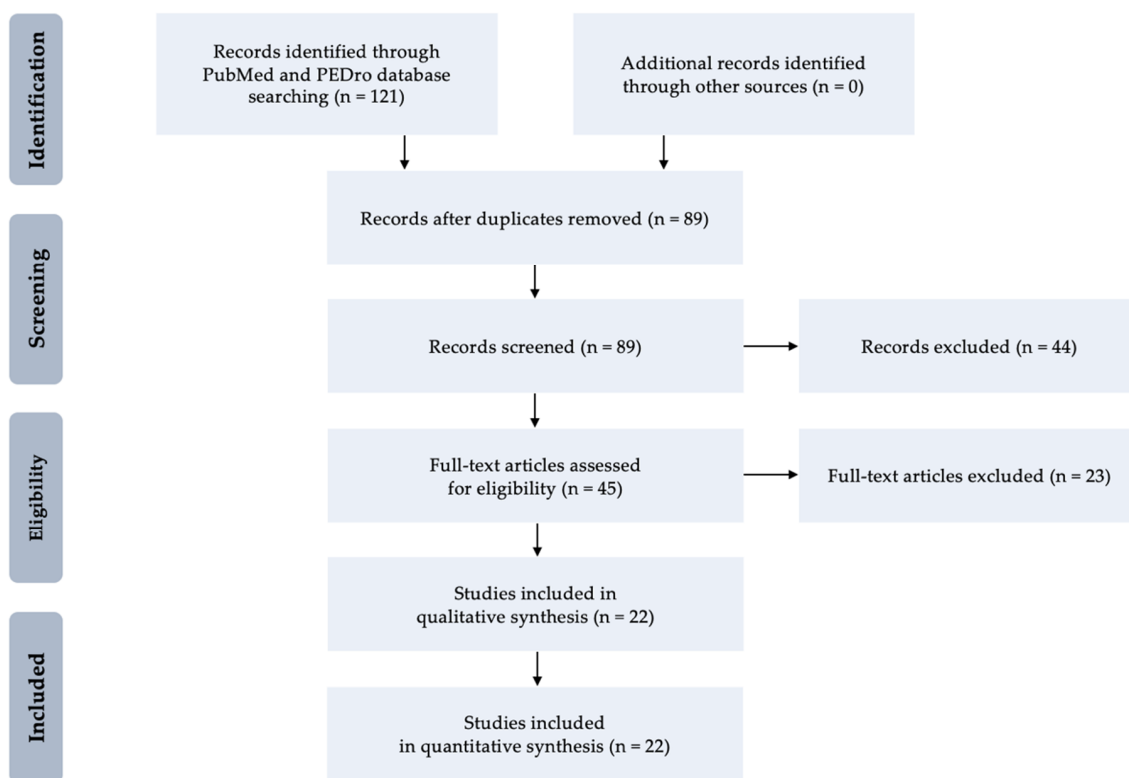 Identification
Records identified through
PubMed and PEDro database
searching (n = 121)
Additional records identified
through other sources (n = 0)
Records after duplicates removed (n = 89)
Screening
Records screened (n = 89)
Records excluded (n = 44)
Eligibility
Full-text articles assessed
for eligibility (n = 45)
Full-text articles excluded (n = 23)
Studies included in
qualitative synthesis (n = 22)
Included
Studies included
in quantitative synthesis (n = 22)